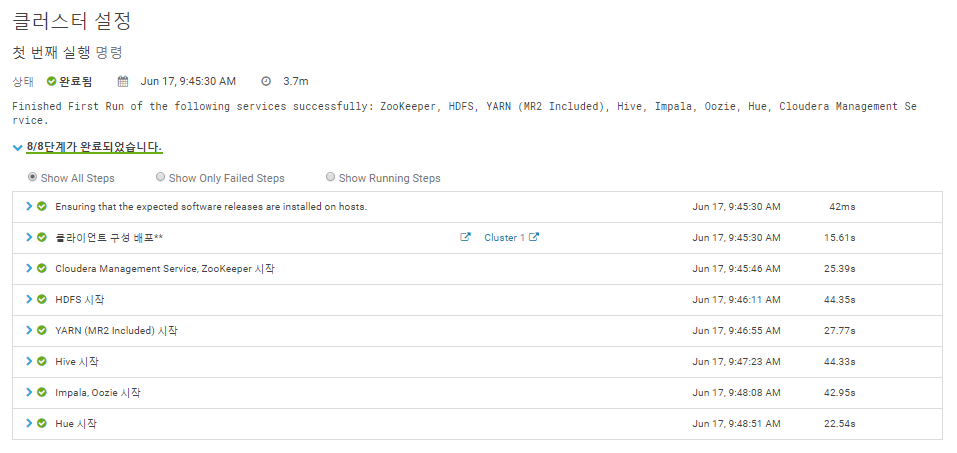 클러스터 설정
첫 번째 실행 명령
상태 완료됨 Jun 17, 9:45:30 AM 3.7m
Finished First Run of the following services successfully: ZooKeeper, HDFS, YARN (MR2 Included), Hive, Impala, Oozie, Hue, Cloudera Management Se
rvice.
8/8단계가 완료되었습니다.
Show All Steps Show Only Failed Steps Show Running Steps
Ensuring that the expected software releases are installed on hosts. Jun 17, 9:45:30 AM 42ms
클라이언트 구성 배포** Cluster 1 Jun 17, 9:45:30 AM 15.61s
Cloudera Management Service, ZooKeeper 시작 Jun 17, 9:45:46 AM 25.39s
HDFS 시작 Jun 17, 9:46:11 AM 44.35s
YARN (MR2 Included) 시작 Jun 17, 9:46:55 AM 27.77s
Hive 시작 Jun 17, 9:47:23 AM 44.33s
Impala, Oozie 시작 Jun 17, 9:48:08 AM 42.95s
Hue 시작 Jun 17, 9:48:51 AM 22.54s